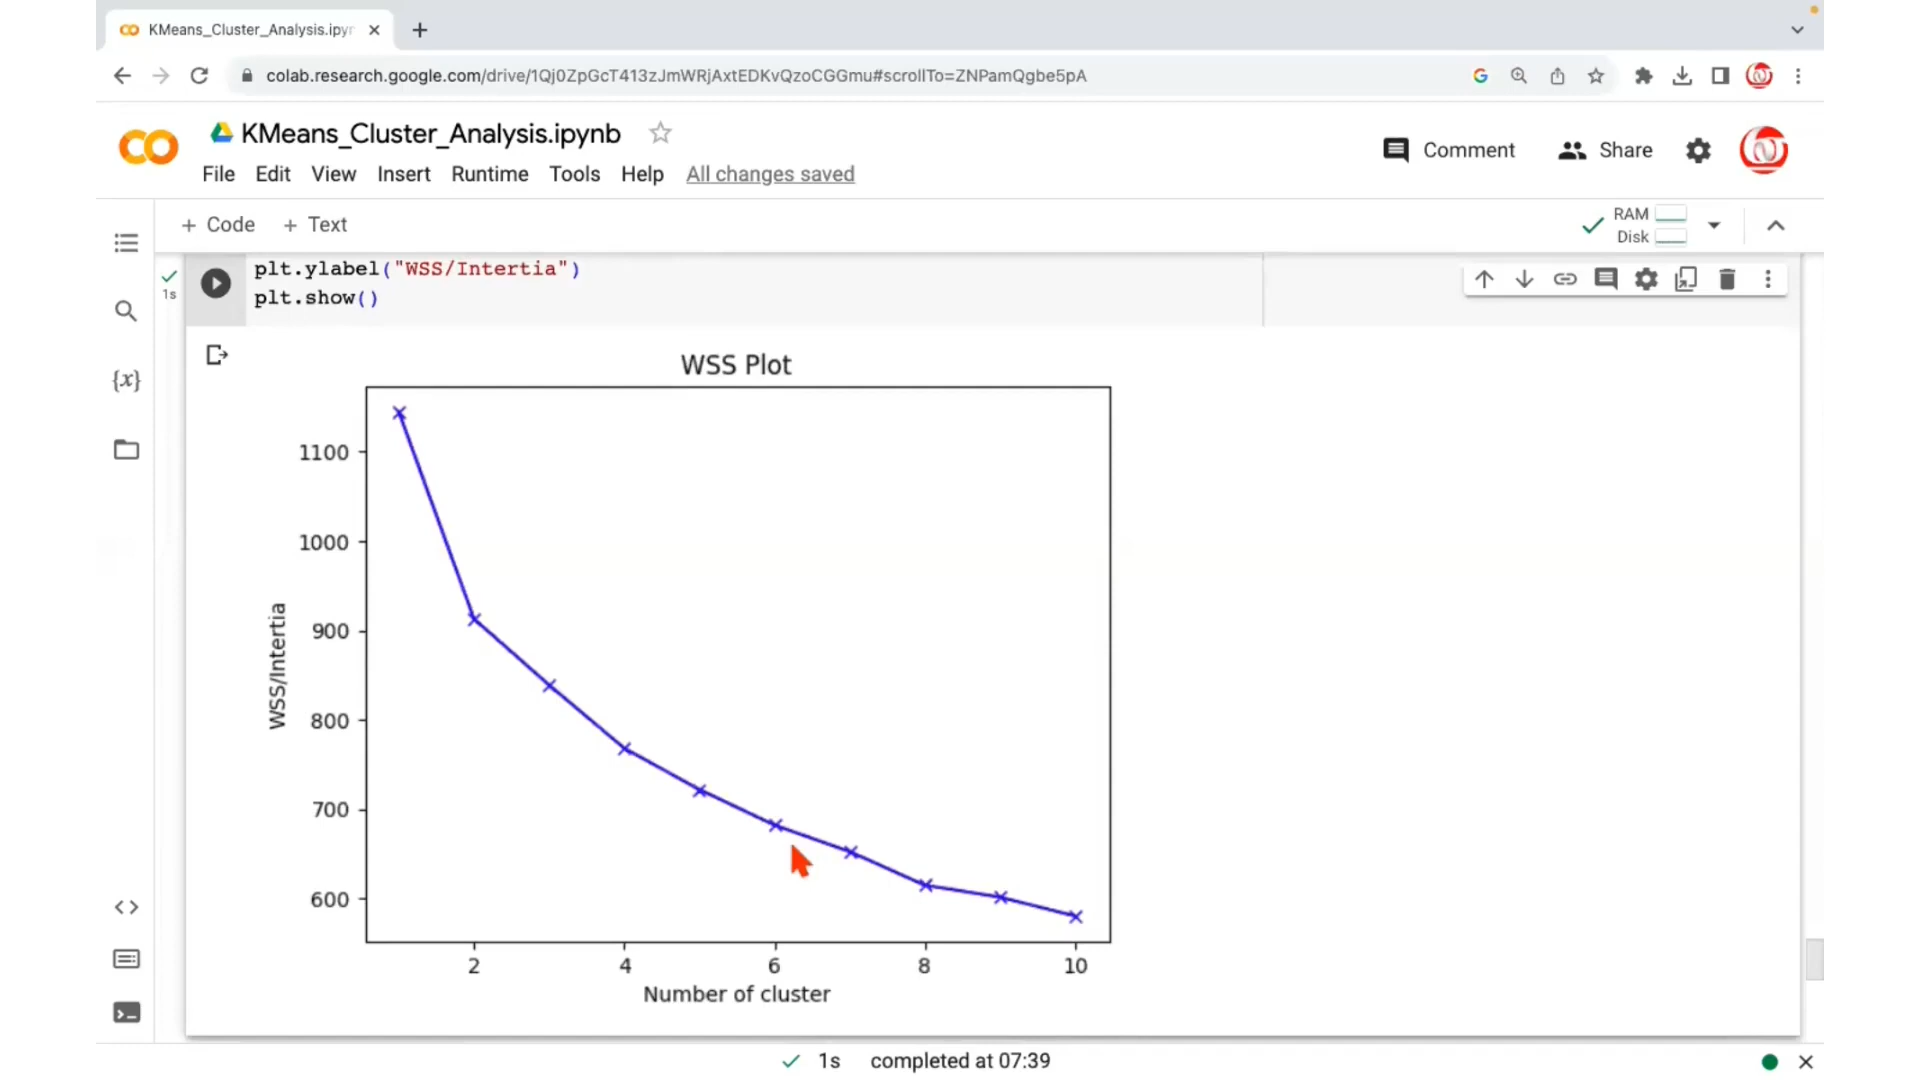 KMeans_Cluster_Analysis.ipyn
colab.research.google.com/drive/1Qj0ZpGcT413zJmWRjAxtEDKvQzoCGGmu#scrollTo=ZNPamQgbe5pA
KMeans_Cluster_Analysis.ipynb
File Edit View Insert Runtime Tools Help All changes saved
Comment Share
+ Code + Text
RAM
Disk
1s
plt.ylabel("WSS/Intertia")
plt.show()
{x}
WSS Plot
1100
1000
900
800
700
600
WSS/Intertia
2 4 6 8 10
Number of cluster
1s completed at 07:39